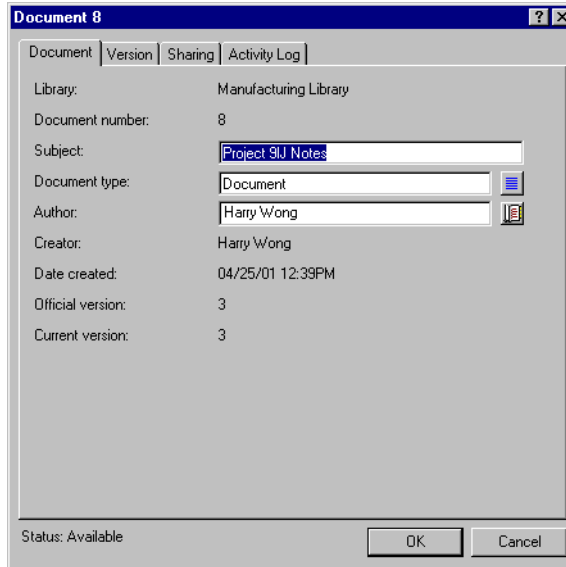 Document 8
Document Version Sharing Activity Log
Library: Manufacturing Library
Document number: 8
Subject: Project 9IJ Notes
Document type: Document
Author: Harry Wong
Creator: Harry Wong
Date created: 04/25/01 12:39PM
Official version: 3
Current version: 3
Status: Available
OK Cancel